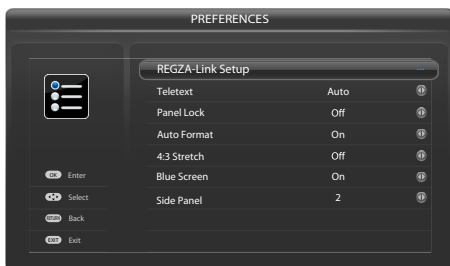 PREFERENCES
REGZA-Link Setup ...
Teletext Auto
Panel Lock Off
Auto Format On
4:3 Stretch Off
Blue Screen On
Side Panel 2
OK Enter
Select
RETURN Back
EXIT Exit